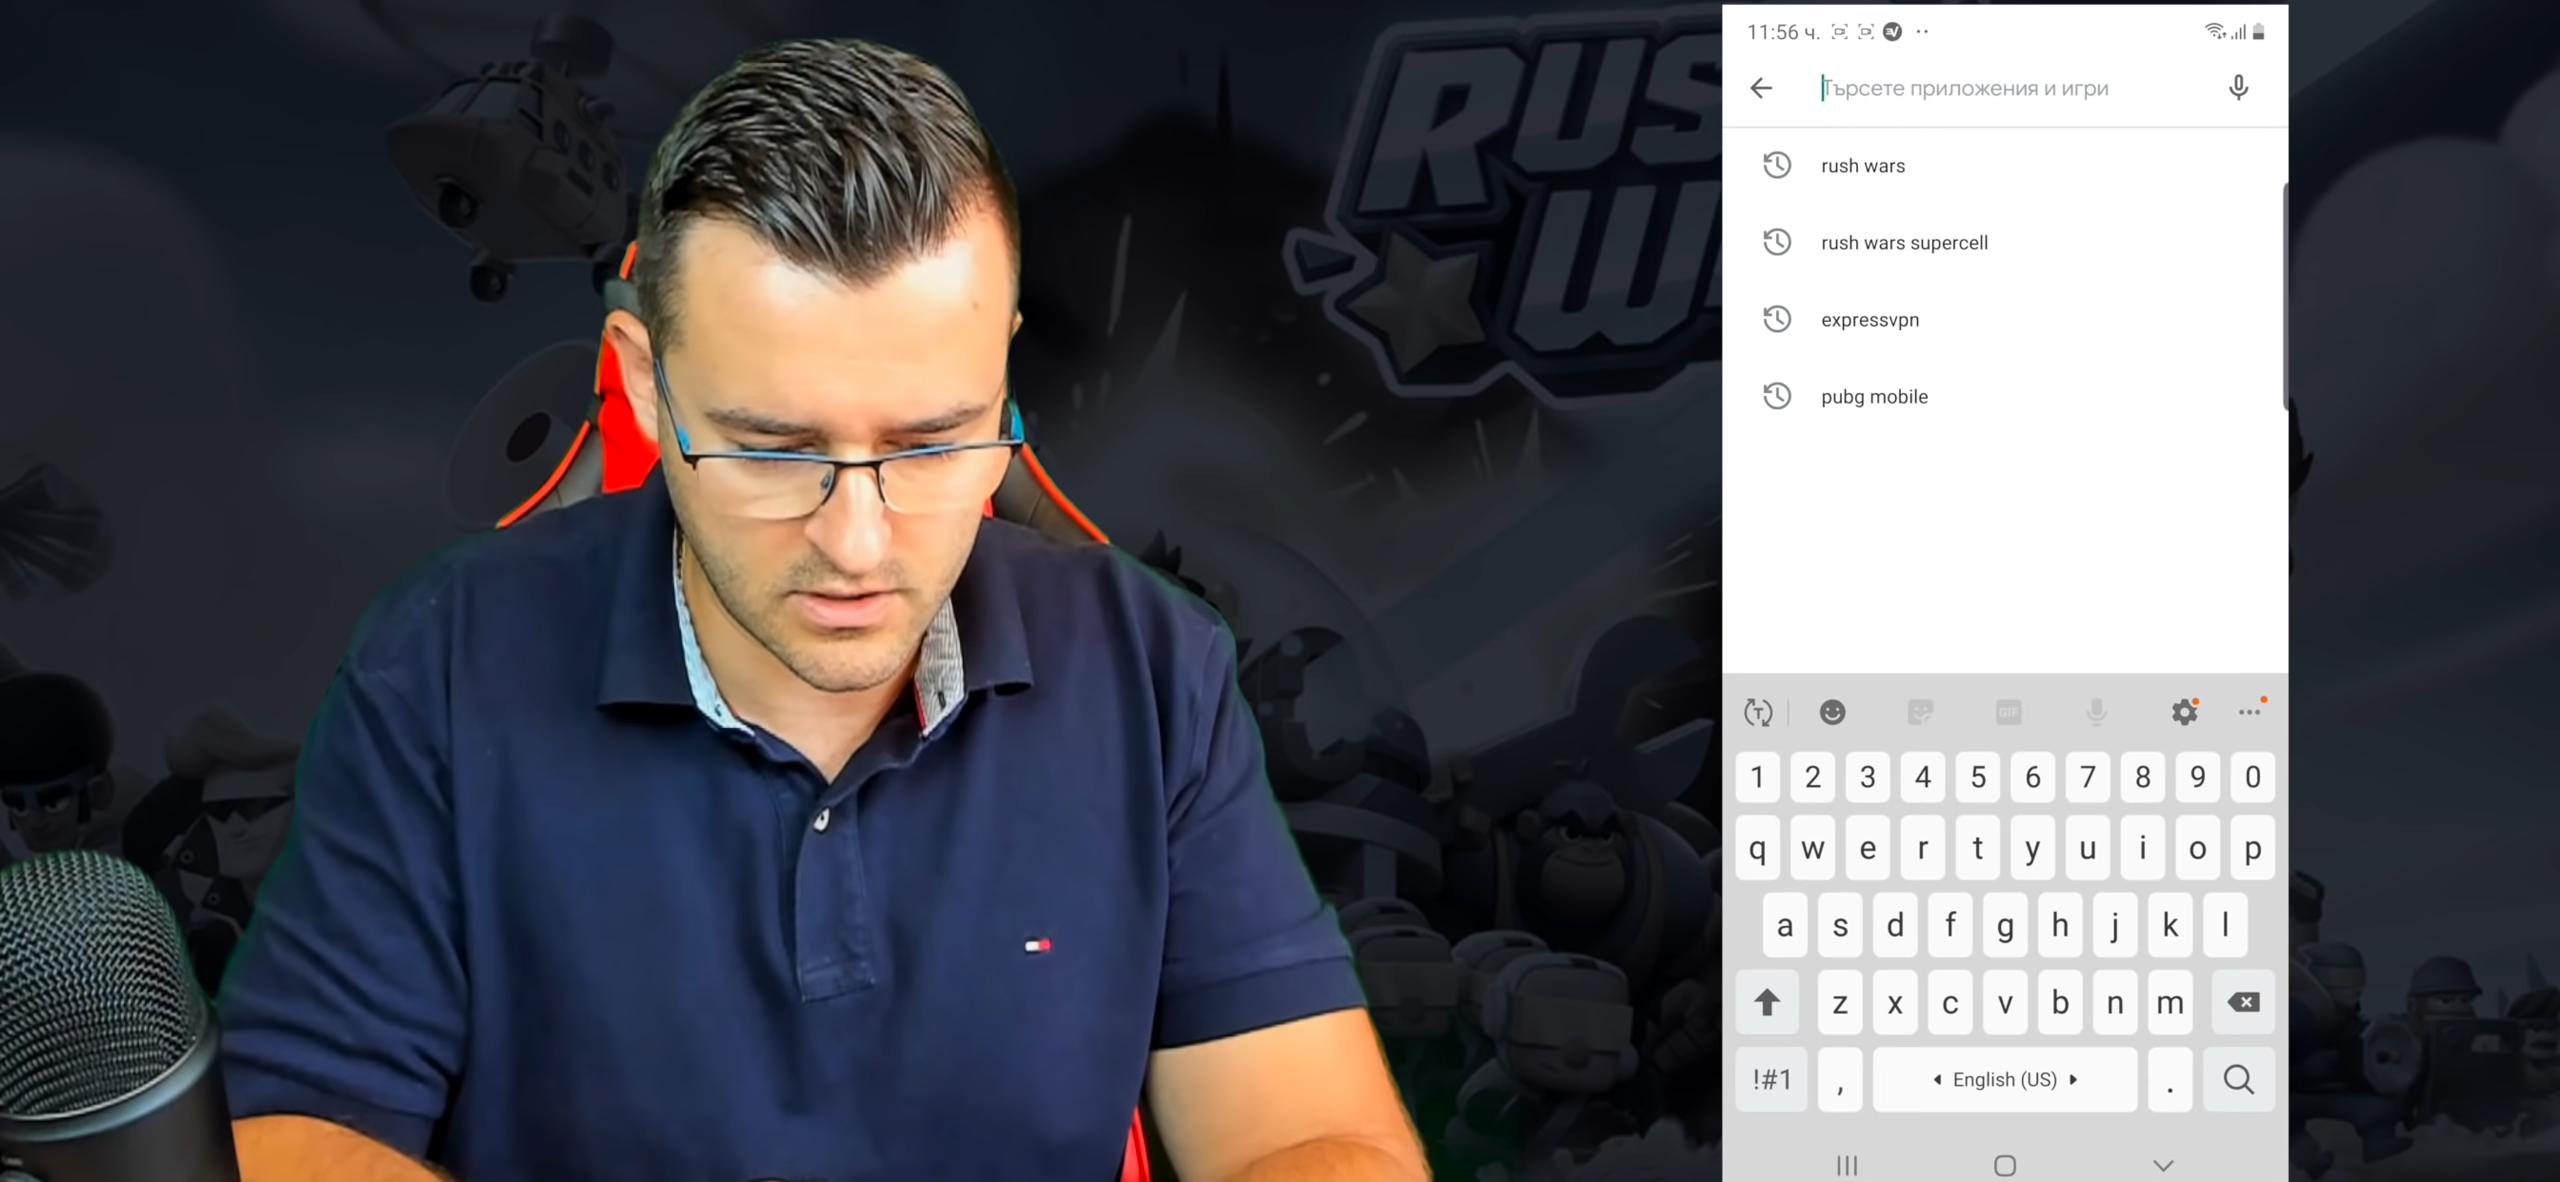 RUS
W
11:56 ч.
Търсете приложения и игри
rush wars
rush wars supercell
expressvpn
pubg mobile
GIF
1 2 3 4 5 6 7 8 9 0
q w e r t y u i o p
a s d f g h j k l
z x c v b n m
!#1 , English (US) .